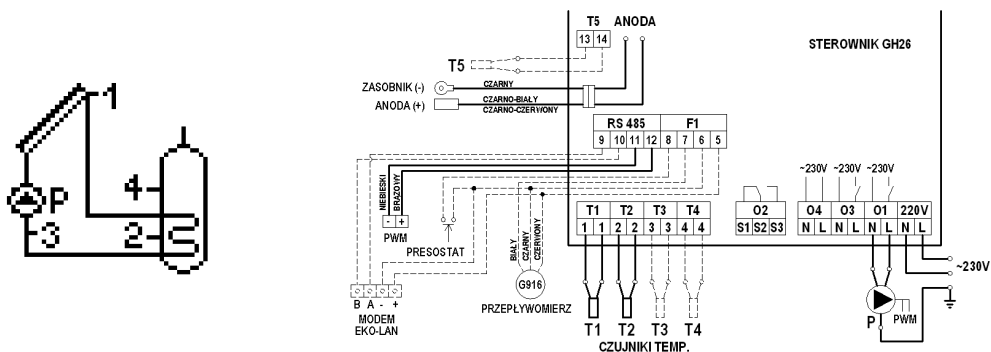 1
P
4
3
2
T5 ANODA
13 14
STEROWNIK GH26
T5
ZASOBNIK (-) CZARNY
ANODA (+) CZARNO-BIAŁY
CZARNO-CZERWONY
RS 485 F1
9 10 11 12 8 7 6 5
NIEBIESKI
BRĄZOWY
- +
PWM
PRESOSTAT
BIAŁY
CZARNY
CZERWONY
G916
PRZEPŁYWOMIERZ
B A - +
MODEM
EKO-LAN
T1 T2 T3 T4
1 1 2 2 3 3 4 4
T1 T2 T3 T4
CZUJNIKI TEMP.
O2
S1 S2 S3
~230V ~230V ~230V
O4 O3 O1 220V
N L N L N L N L
~230V
P
PWM